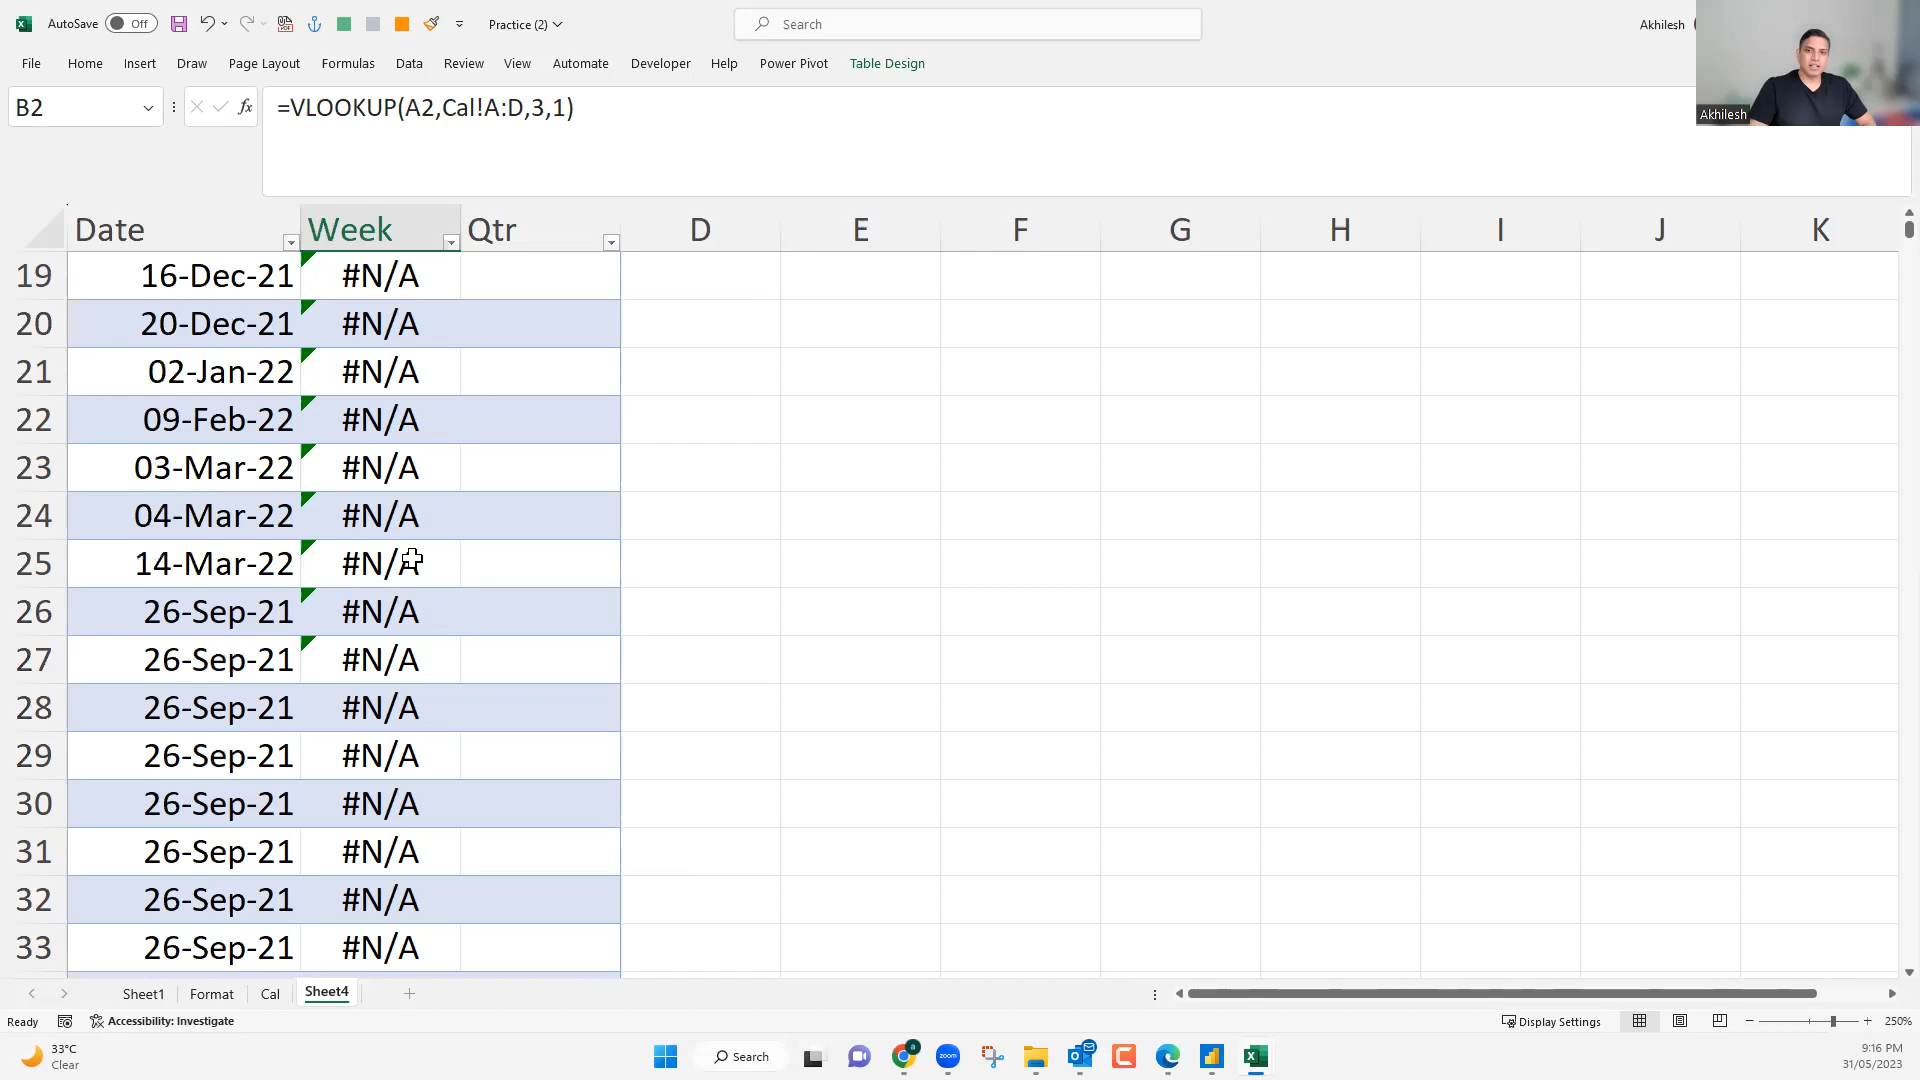 AutoSave Off Practice (2) Search Akhilesh
File Home Insert Draw Page Layout Formulas Data Review View Automate Developer Help Power Pivot Table Design
B2 fx =VLOOKUP(A2,Cal!A:D,3,1)
Akhilesh
Date Week Qtr D E F G H I J K
19 16-Dec-21 #N/A
20 20-Dec-21 #N/A
21 02-Jan-22 #N/A
22 09-Feb-22 #N/A
23 03-Mar-22 #N/A
24 04-Mar-22 #N/A
25 14-Mar-22 #N/A
26 26-Sep-21 #N/A
27 26-Sep-21 #N/A
28 26-Sep-21 #N/A
29 26-Sep-21 #N/A
30 26-Sep-21 #N/A
31 26-Sep-21 #N/A
32 26-Sep-21 #N/A
33 26-Sep-21 #N/A
Sheet1 Format Cal Sheet4
Ready Accessibility: Investigate Display Settings 250%
33°C Search zoom 9:16 PM
Clear 31/05/2023